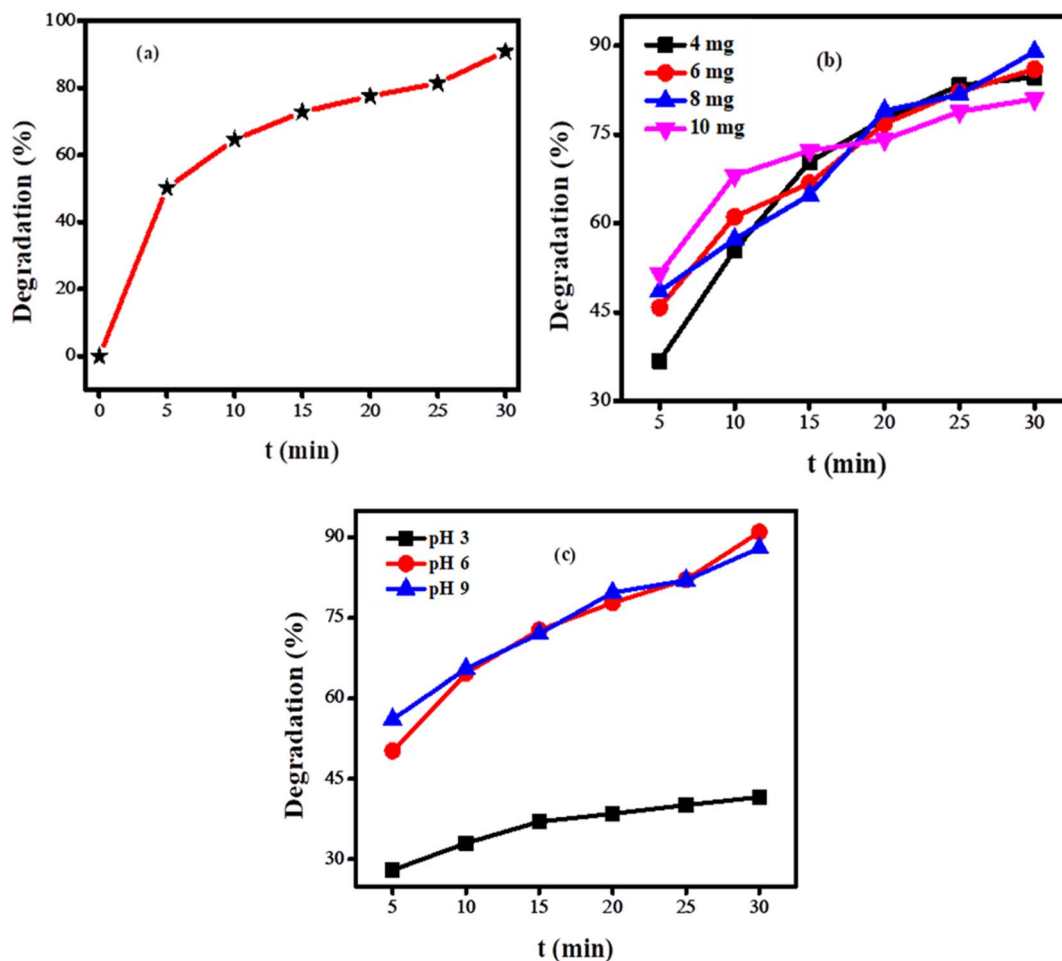 (a)
Degradation (%)
100
80
60
40
20
0
0 5 10 15 20 25 30
t (min)
4 mg
6 mg
8 mg
10 mg
(b)
Degradation (%)
90
75
60
45
30
5 10 15 20 25 30
t (min)
pH 3
pH 6
pH 9
(c)
Degradation (%)
90
75
60
45
30
5 10 15 20 25 30
t (min)